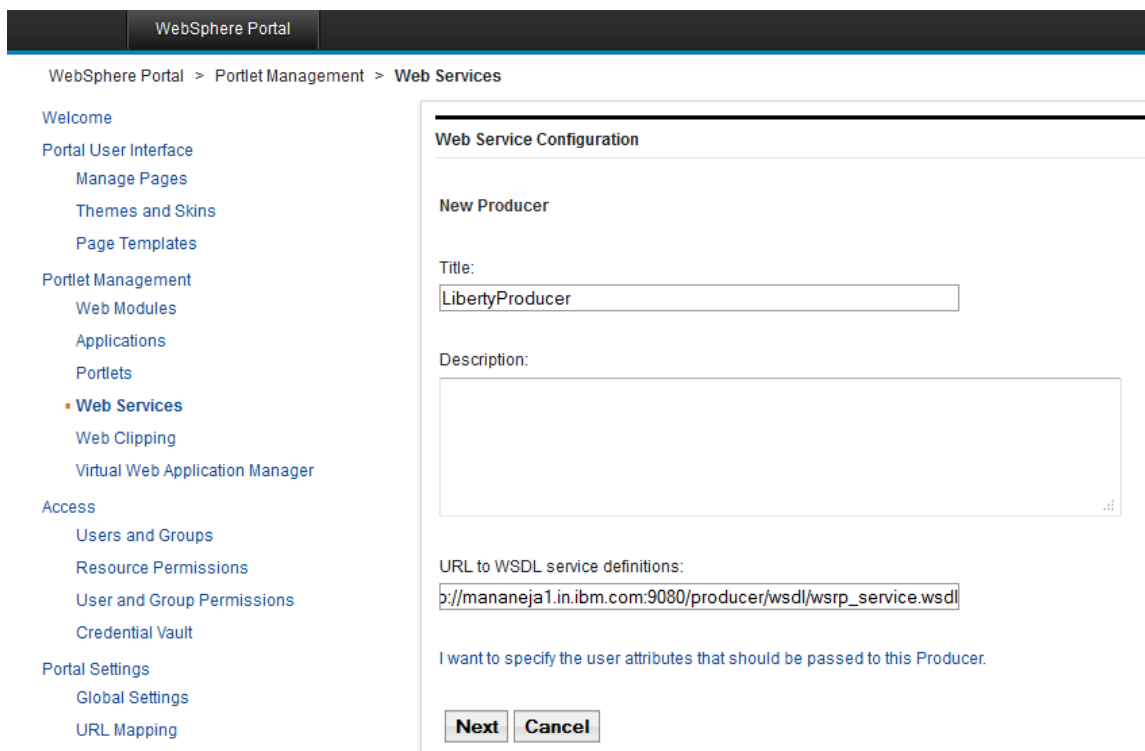 WebSphere Portal
WebSphere Portal > Portlet Management > Web Services
Welcome
Portal User Interface
Manage Pages
Themes and Skins
Page Templates
Portlet Management
Web Modules
Applications
Portlets
Web Services
Web Clipping
Virtual Web Application Manager
Access
Users and Groups
Resource Permissions
User and Group Permissions
Credential Vault
Portal Settings
Global Settings
URL Mapping
Web Service Configuration
New Producer
Title:
LibertyProducer
Description:
URL to WSDL service definitions:
p://mananeja1.in.ibm.com:9080/producer/wsdl/wsrp_service.wsdl
I want to specify the user attributes that should be passed to this Producer.
Next Cancel